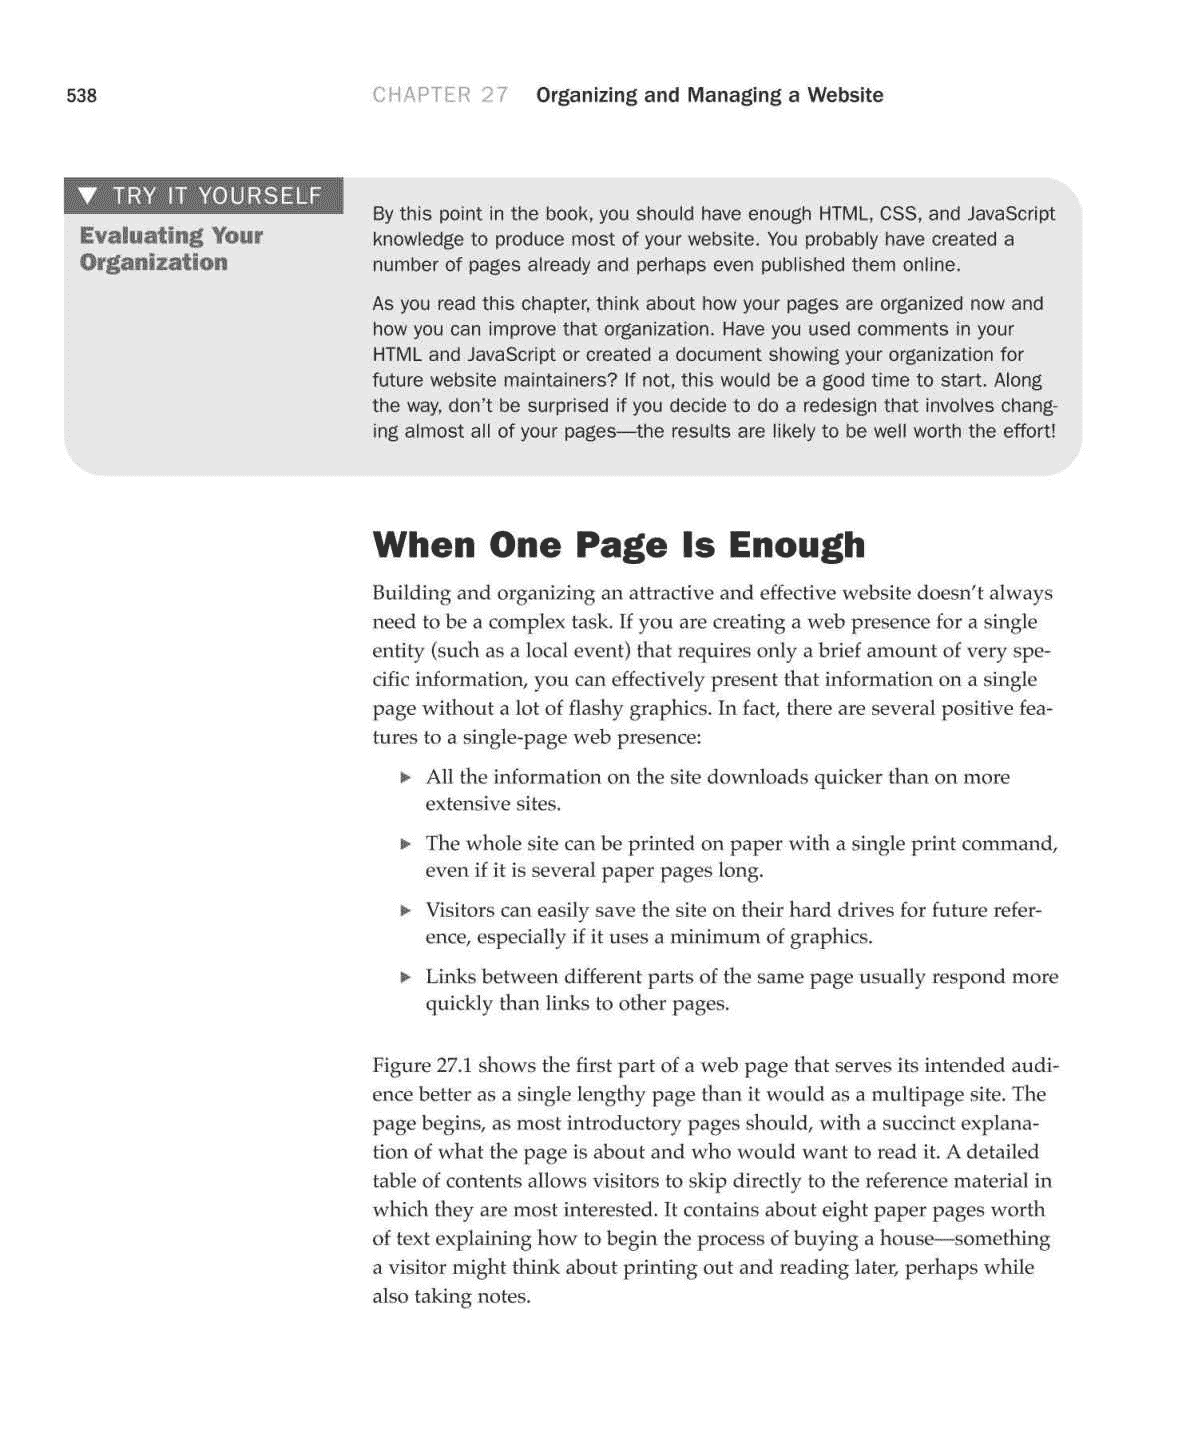 538
CHAPTER 27 Organizing and Managing a Website
▼ TRY IT YOURSELF
Evaluating Your
Organization
By this point in the book, you should have enough HTML, CSS, and JavaScript
knowledge to produce most of your website. You probably have created a
number of pages already and perhaps even published them online.
As you read this chapter, think about how your pages are organized now and
how you can improve that organization. Have you used comments in your
HTML and JavaScript or created a document showing your organization for
future website maintainers? If not, this would be a good time to start. Along
the way, don't be surprised if you decide to do a redesign that involves chang-
ing almost all of your pages—the results are likely to be well worth the effort!
When One Page Is Enough
Building and organizing an attractive and effective website doesn't always
need to be a complex task. If you are creating a web presence for a single
entity (such as a local event) that requires only a brief amount of very spe-
cific information, you can effectively present that information on a single
page without a lot of flashy graphics. In fact, there are several positive fea-
tures to a single-page web presence:
▶ All the information on the site downloads quicker than on more
extensive sites.
▶ The whole site can be printed on paper with a single print command,
even if it is several paper pages long.
▶ Visitors can easily save the site on their hard drives for future refer-
ence, especially if it uses a minimum of graphics.
▶ Links between different parts of the same page usually respond more
quickly than links to other pages.
Figure 27.1 shows the first part of a web page that serves its intended audi-
ence better as a single lengthy page than it would as a multipage site. The
page begins, as most introductory pages should, with a succinct explana-
tion of what the page is about and who would want to read it. A detailed
table of contents allows visitors to skip directly to the reference material in
which they are most interested. It contains about eight paper pages worth
of text explaining how to begin the process of buying a house—something
a visitor might think about printing out and reading later, perhaps while
also taking notes.